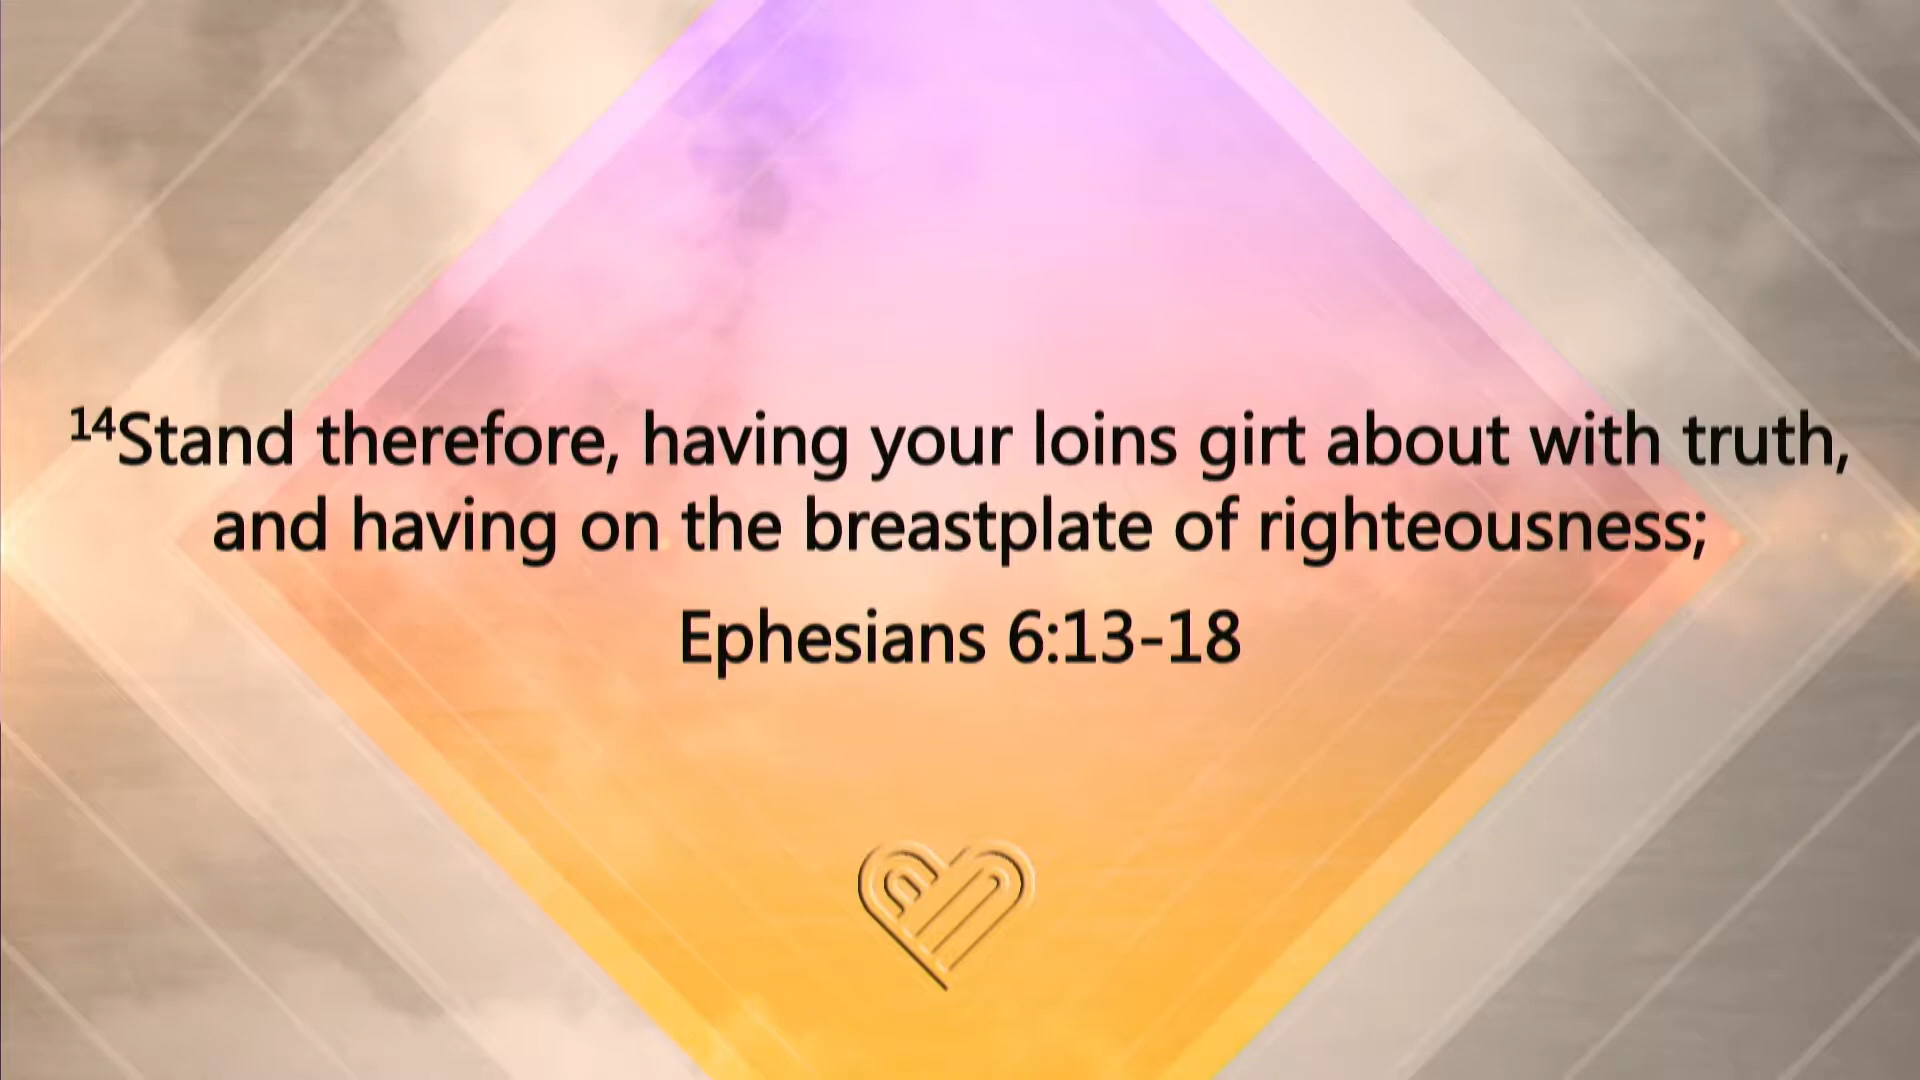 ¹⁴Stand therefore, having your loins girt about with truth,
and having on the breastplate of righteousness;
Ephesians 6:13-18